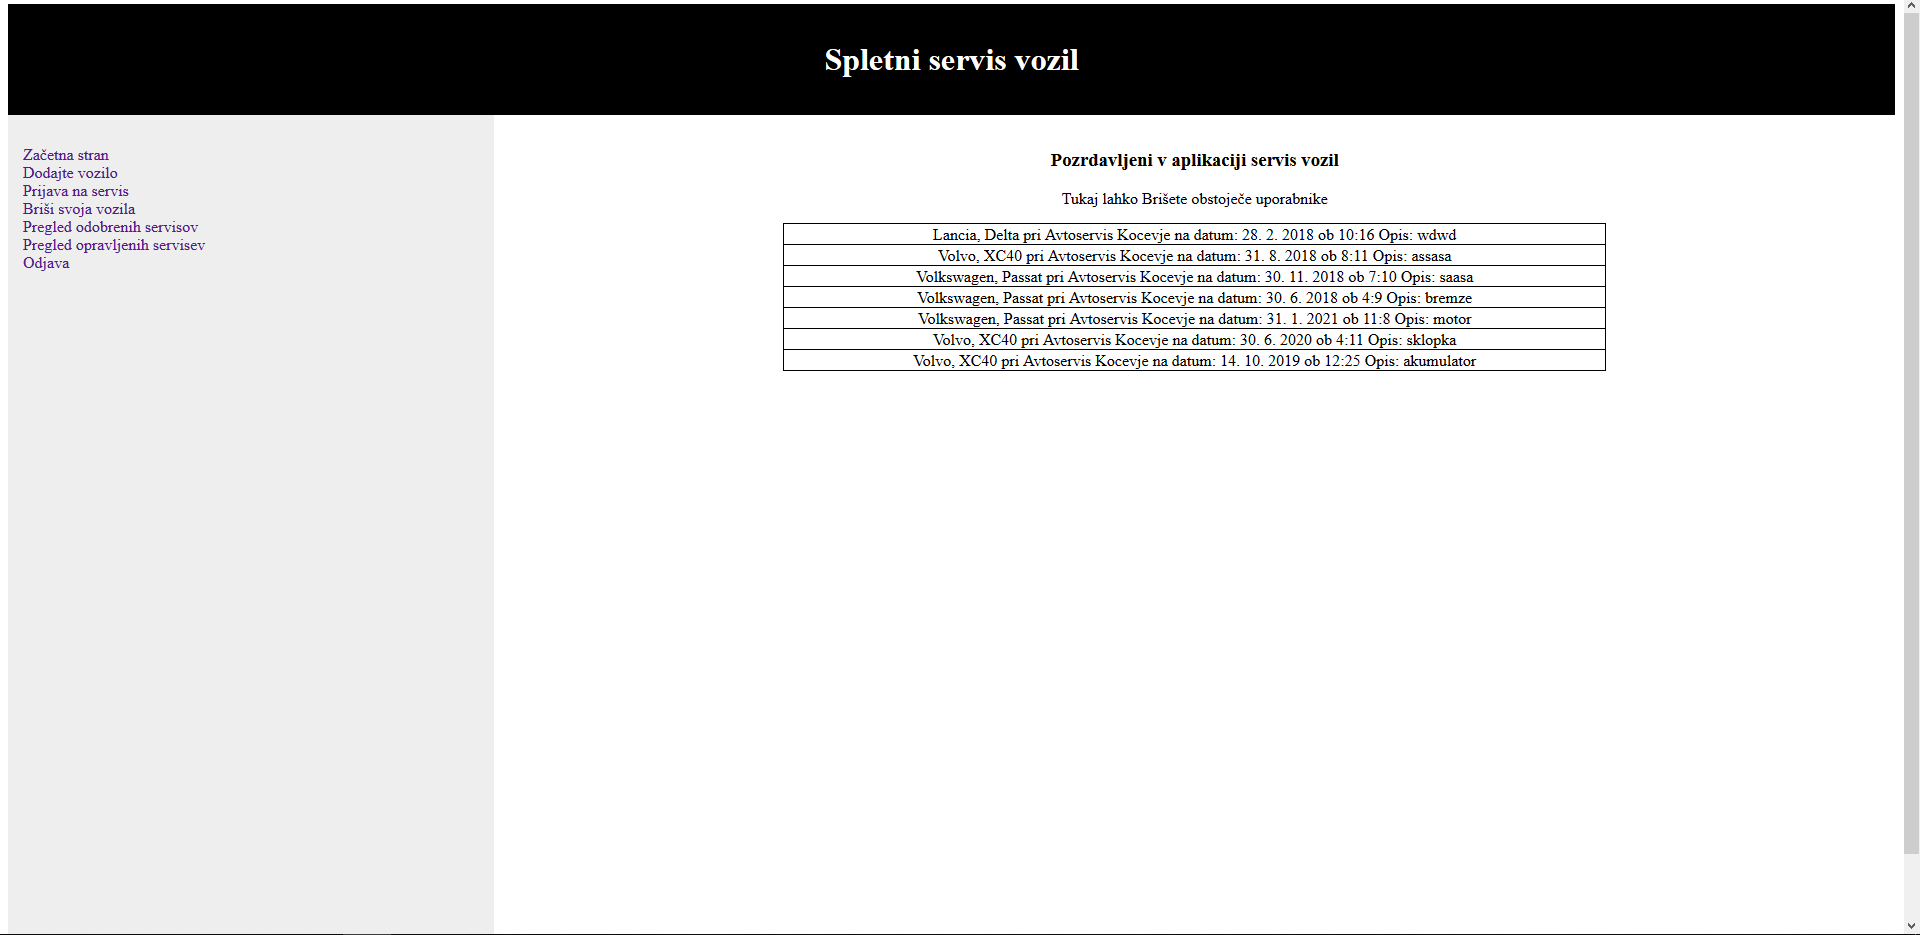 Spletni servis vozil
Začetna stran
Dodajte vozilo
Prijava na servis
Briši svoja vozila
Pregled odobrenih servisov
Pregled opravljenih servisev
Odjava
Pozrdavljeni v aplikaciji servis vozil
Tukaj lahko Brišete obstoječe uporabnike
Lancia, Delta pri Avtoservis Kocevje na datum: 28. 2. 2018 ob 10:16 Opis: wdwd
Volvo, XC40 pri Avtoservis Kocevje na datum: 31. 8. 2018 ob 8:11 Opis: assasa
Volkswagen, Passat pri Avtoservis Kocevje na datum: 30. 11. 2018 ob 7:10 Opis: saasa
Volkswagen, Passat pri Avtoservis Kocevje na datum: 30. 6. 2018 ob 4:9 Opis: bremze
Volkswagen, Passat pri Avtoservis Kocevje na datum: 31. 1. 2021 ob 11:8 Opis: motor
Volvo, XC40 pri Avtoservis Kocevje na datum: 30. 6. 2020 ob 4:11 Opis: sklopka
Volvo, XC40 pri Avtoservis Kocevje na datum: 14. 10. 2019 ob 12:25 Opis: akumulator